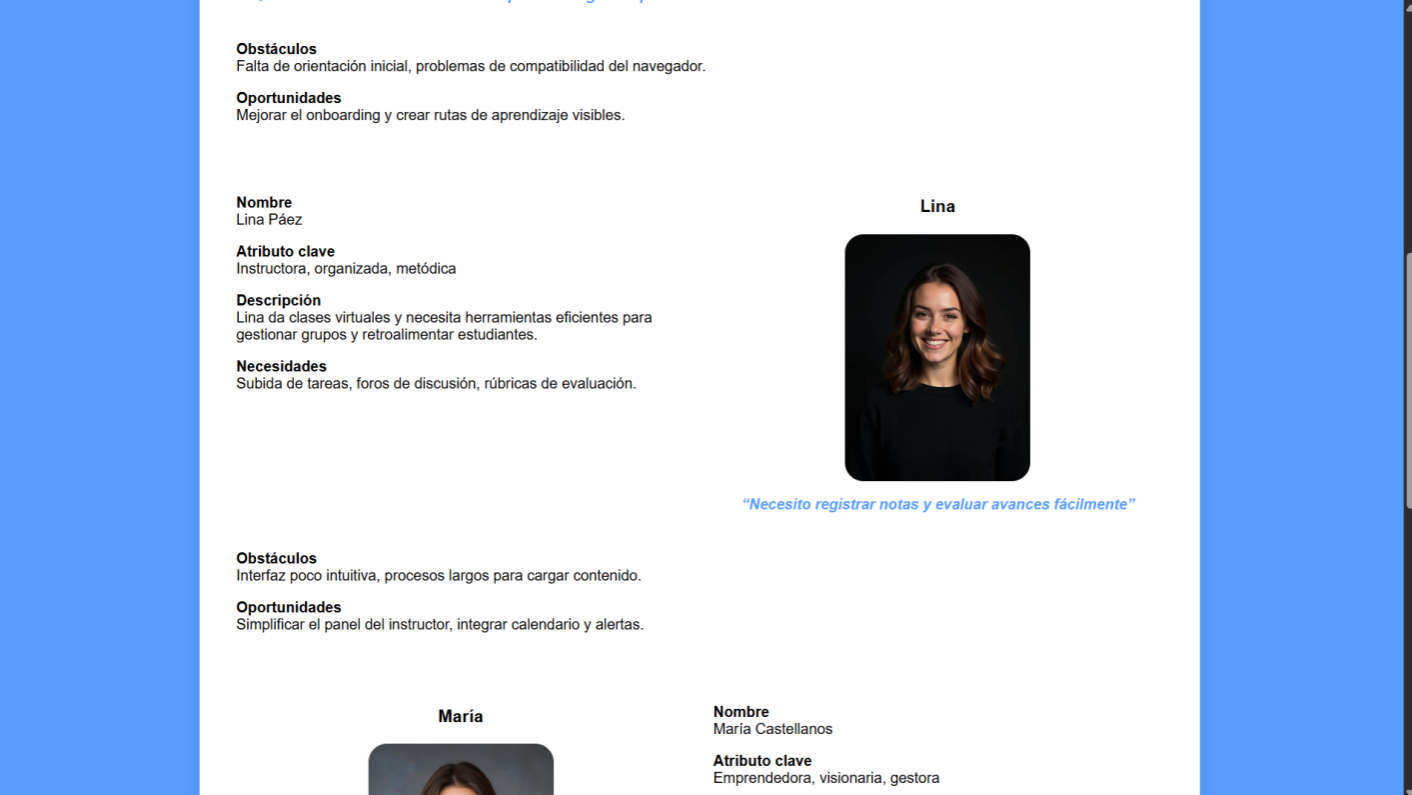 Obstáculos
Falta de orientación inicial, problemas de compatibilidad del navegador.
Oportunidades
Mejorar el onboarding y crear rutas de aprendizaje visibles.
Nombre
Lina Páez
Atributo clave
Instructora, organizada, metódica
Descripción
Lina da clases virtuales y necesita herramientas eficientes para
gestionar grupos y retroalimentar estudiantes.
Necesidades
Subida de tareas, foros de discusión, rúbricas de evaluación.
Lina
“Necesito registrar notas y evaluar avances fácilmente”
Obstáculos
Interfaz poco intuitiva, procesos largos para cargar contenido.
Oportunidades
Simplificar el panel del instructor, integrar calendario y alertas.
María
Nombre
María Castellanos
Atributo clave
Emprendedora, visionaria, gestora